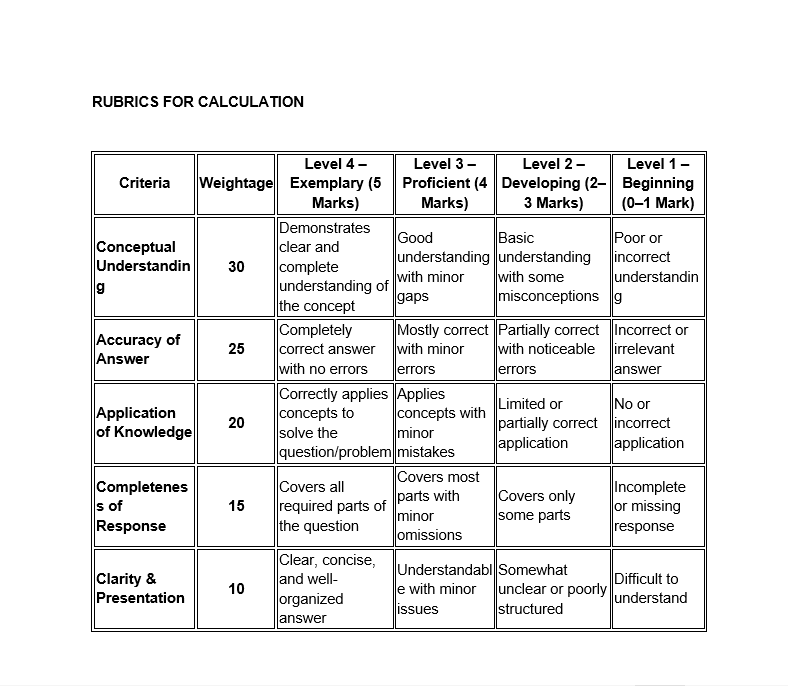 RUBRICS FOR CALCULATION
Criteria
Weightage
Level 4 –
Exemplary (5
Marks)
Level 3 –
Proficient (4
Marks)
Level 2 –
Developing (2–
3 Marks)
Level 1 –
Beginning
(0–1 Mark)
Conceptual
Understandin
g
30
Demonstrates
clear and
complete
understanding of
the concept
Good
understanding
with minor
gaps
Basic
understanding
with some
misconceptions
Poor or
incorrect
understandin
g
Accuracy of
Answer
25
Completely
correct answer
with no errors
Mostly correct
with minor
errors
Partially correct
with noticeable
errors
Incorrect or
irrelevant
answer
Application
of Knowledge
20
Correctly applies
concepts to
solve the
question/problem
Applies
concepts with
minor
mistakes
Limited or
partially correct
application
No or
incorrect
application
Completenes
s of
Response
15
Covers all
required parts of
the question
Covers most
parts with
minor
omissions
Covers only
some parts
Incomplete
or missing
response
Clarity &
Presentation
10
Clear, concise,
and well-
organized
answer
Understandabl
e with minor
issues
Somewhat
unclear or poorly
structured
Difficult to
understand